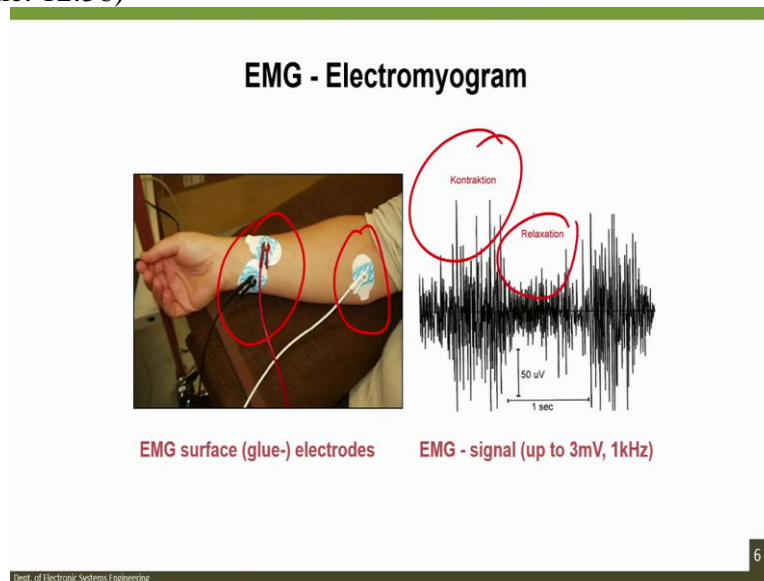 EMG - Electromyogram
Kontraktion
Relaxation
50 uV
1 sec
EMG surface (glue-) electrodes
EMG - signal (up to 3mV, 1kHz)
6
Dept. of Electronic Systems Engineering